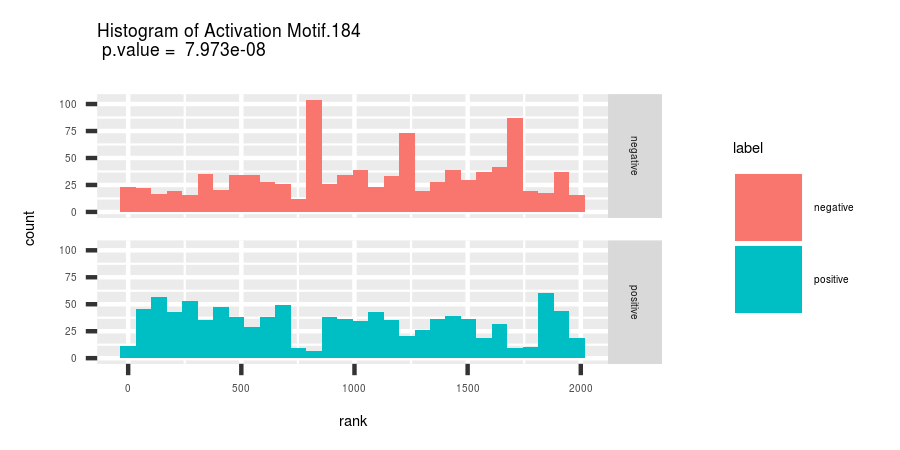 Histogram of Activation Motif.184
p.value = 7.973e-08
count
100
75
50
25
0
negative
100
75
50
25
0
positive
0 500 1000 1500 2000
rank
label
negative
positive